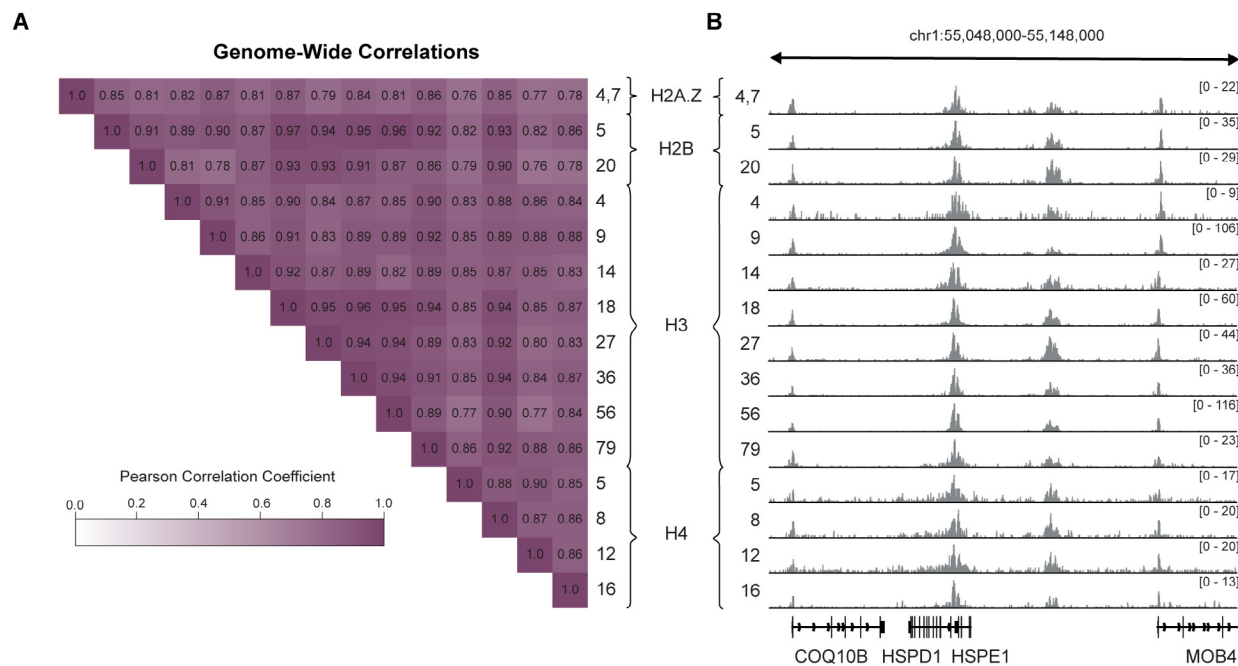 A
Genome-Wide Correlations
1.0 0.85 0.81 0.82 0.87 0.81 0.87 0.79 0.84 0.81 0.86 0.76 0.85 0.77 0.78 4,7
1.0 0.91 0.89 0.90 0.87 0.97 0.94 0.95 0.96 0.92 0.82 0.93 0.82 0.86 5
1.0 0.81 0.78 0.87 0.93 0.93 0.91 0.87 0.86 0.79 0.90 0.76 0.78 20
1.0 0.91 0.85 0.90 0.84 0.87 0.85 0.90 0.83 0.88 0.86 0.84 4
1.0 0.86 0.91 0.83 0.89 0.89 0.92 0.85 0.89 0.88 0.88 9
1.0 0.92 0.87 0.89 0.82 0.89 0.85 0.87 0.85 0.83 14
1.0 0.95 0.96 0.95 0.94 0.85 0.94 0.85 0.87 18
1.0 0.94 0.94 0.89 0.83 0.92 0.80 0.83 27
1.0 0.94 0.91 0.85 0.94 0.84 0.87 36
1.0 0.89 0.77 0.90 0.77 0.84 56
1.0 0.86 0.92 0.88 0.86 79
1.0 0.88 0.90 0.85 5
1.0 0.87 0.86 8
1.0 0.86 12
1.0 16
Pearson Correlation Coefficient
0.0 0.2 0.4 0.6 0.8 1.0
H2A.Z
H2B
H3
H4
B
chr1:55,048,000-55,148,000
4,7 [0 - 22]
5 [0 - 35]
20 [0 - 29]
4 [0 - 9]
9 [0 - 106]
14 [0 - 27]
18 [0 - 60]
27 [0 - 44]
36 [0 - 36]
56 [0 - 116]
79 [0 - 23]
5 [0 - 17]
8 [0 - 20]
12 [0 - 20]
16 [0 - 13]
COQ10B HSPD1 HSPE1 MOB4